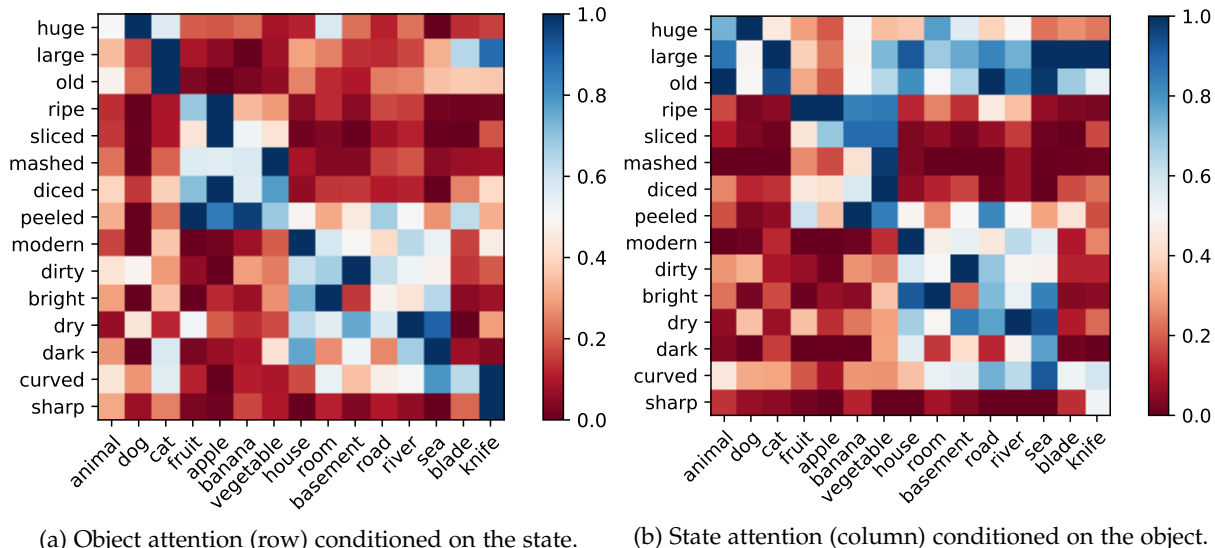 huge
large
old
ripe
sliced
mashed
diced
peeled
modern
dirty
bright
dry
dark
curved
sharp
animal
dog
cat
fruit
apple
banana
vegetable
house
room
basement
road
river
sea
blade
knife
1.0
0.8
0.6
0.4
0.2
0.0
(a) Object attention (row) conditioned on the state.
huge
large
old
ripe
sliced
mashed
diced
peeled
modern
dirty
bright
dry
dark
curved
sharp
animal
dog
cat
fruit
apple
banana
vegetable
house
room
basement
road
river
sea
blade
knife
1.0
0.8
0.6
0.4
0.2
0.0
(b) State attention (column) conditioned on the object.